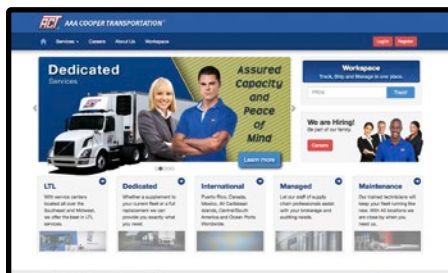 ACT AAA COOPER TRANSPORTATION
Services Careers About Us Workspace Login Register
Dedicated
Services
Assured
Capacity
and
Peace
of
Mind
Learn more
Workspace
Track, Ship and Manage in one place.
PRO# Track!
We are Hiring!
Be part of our family.
Careers
LTL
With service centers
located all over the
Southeast and Midwest,
we offer the best in LTL
services.
Dedicated
Whether a supplement to
your current fleet or a full
replacement we can
provide you exactly what
you need.
International
Puerto Rico, Canada,
Mexico, All Caribbean
Islands, Central/South
America and Ocean Ports
Worldwide.
Managed
Let our staff of supply
chain professionals assist
with your brokerage and
auditing needs.
Maintenance
Our trained technicians will
keep your fleet running like
new. With 40 locations we
are close by when you
need us.